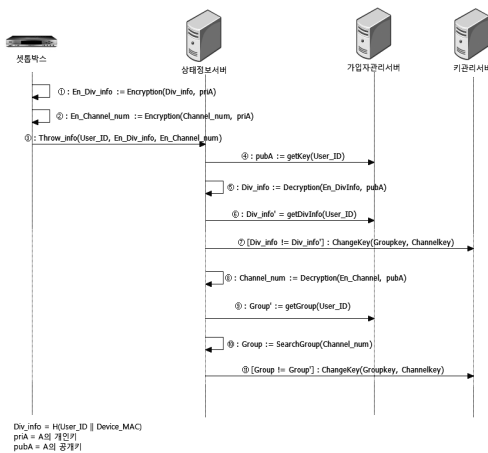 셋톱박스
상태정보서버
가입자관리서버
키관리서버
① : En_Div_info := Encryption(Div_info, priA)
② : En_Channel_num := Encryption(Channel_num, priA)
③ : Throw_info(User_ID, En_Div_info, En_Channel_num)
④ : pubA := getKey(User_ID)
⑤ : Div_info := Decryption(En_DivInfo, pubA)
⑥ : Div_info' = getDivInfo(User_ID)
⑦ [Div_info != Div_info'] : ChangeKey(Groupkey, Channelkey)
⑧ : Channel_num := Decryption(En_Channel, pubA)
⑨ : Group' := getGroup(User_ID)
⑩ : Group := SearchGroup(Channel_num)
⑪ [Group != Group'] : ChangeKey(Groupkey, Channelkey)
Div_info = H(User_ID || Device_MAC)
priA = A의 개인키
pubA = A의 공개키